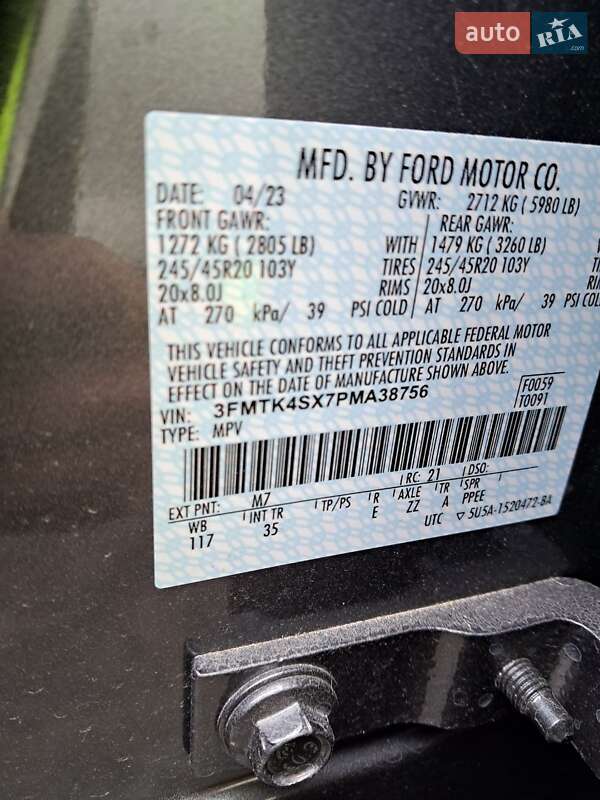 auto RIA .com
MFD. BY FORD MOTOR CO.
DATE: 04/23 GVWR: 2712 KG ( 5980 LB)
FRONT GAWR: REAR GAWR:
1272 KG ( 2805 LB) WITH 1479 KG ( 3260 LB)
245/45R20 103Y TIRES 245/45R20 103Y
20x8.0J RIMS 20x8.0J
AT 270 kPa/ 39 PSI COLD AT 270 kPa/ 39 PSI
THIS VEHICLE CONFORMS TO ALL APPLICABLE FEDERAL MOTOR
VEHICLE SAFETY AND THEFT PREVENTION STANDARDS IN
EFFECT ON THE DATE OF MANUFACTURE SHOWN ABOVE.
VIN: 3FMTK4SX7PMA38756 F0059
TYPE: MPV T0091
EXT PNT: M7 RC: 21 DSO:
WB INT TR TP/PS R AXLE TR SPR
117 35 E ZZ A PPEE
UTC ▽ 5U5A-1520472-BA